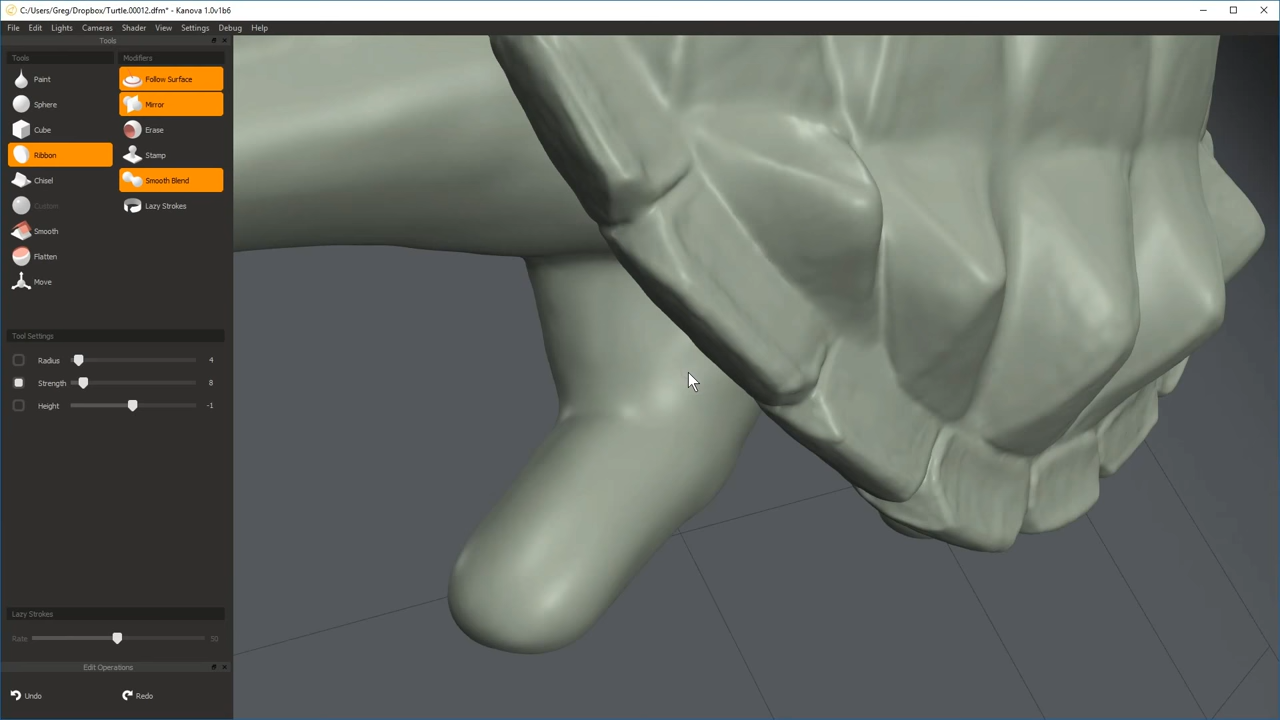 C:/Users/Greg/Dropbox/Turtle.00012.dfm* - Kanova 1.0v1b6
File Edit Lights Cameras Shader View Settings Debug Help
Tools
Tools Modifiers
Paint Follow Surface
Sphere Mirror
Cube Erase
Ribbon Stamp
Chisel Smooth Blend
Custom Lazy Strokes
Smooth
Flatten
Move
Tool Settings
Radius 4
Strength 8
Height -1
Lazy Strokes
Rate 50
Edit Operations
Undo Redo